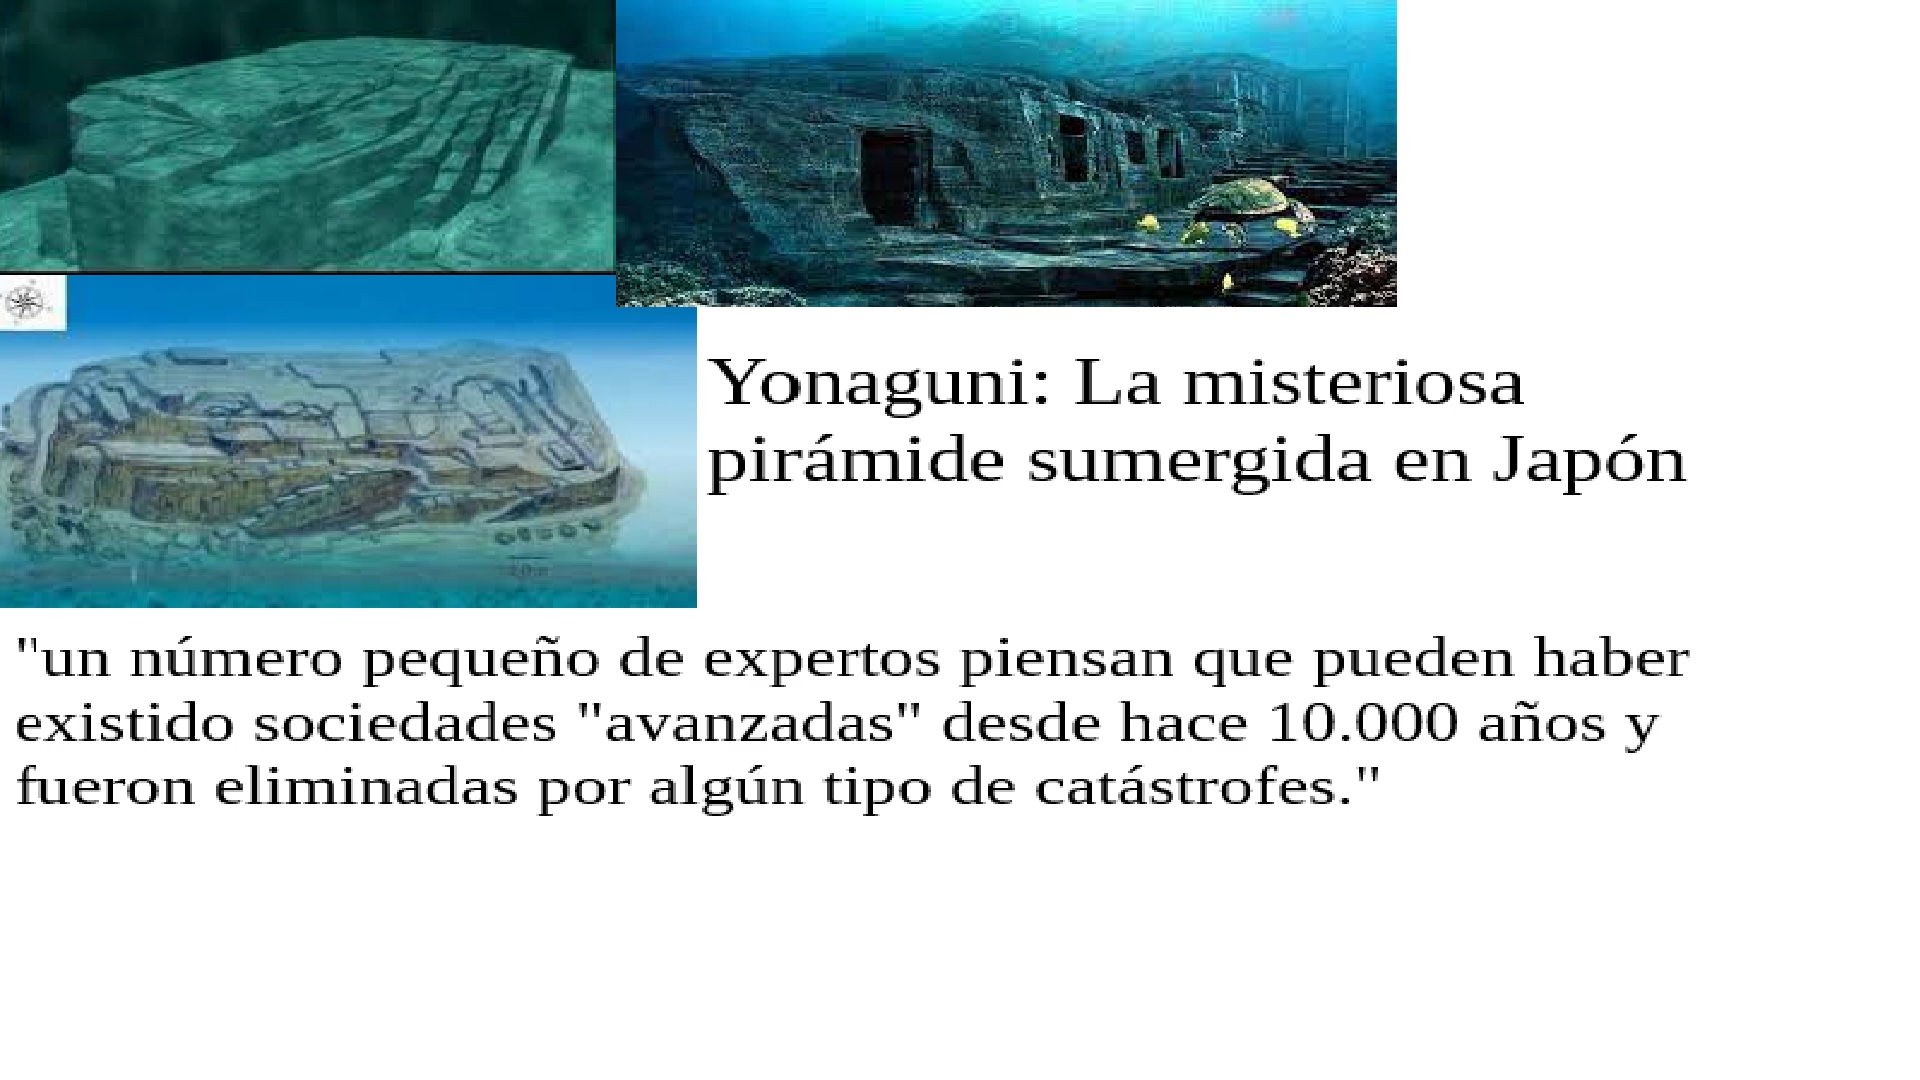 Yonaguni: La misteriosa
pirámide sumergida en Japón
"un número pequeño de expertos piensan que pueden haber
existido sociedades "avanzadas" desde hace 10.000 años y
fueron eliminadas por algún tipo de catástrofes."